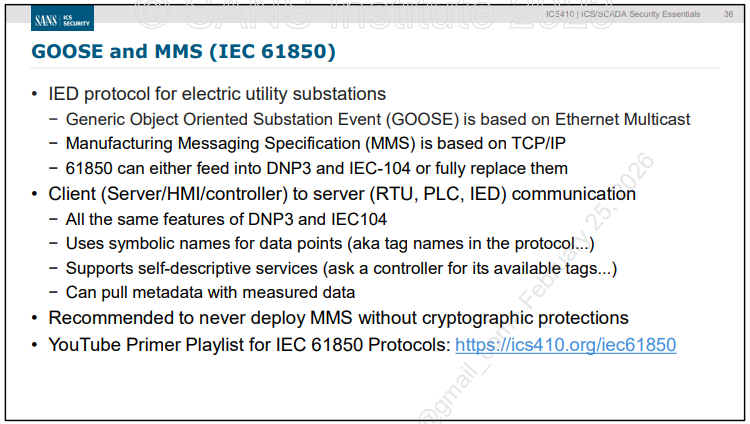 © SANS Institute 2026
SANS ICS SECURITY
ICS410 | ICS/SCADA Security Essentials 36
GOOSE and MMS (IEC 61850)
• IED protocol for electric utility substations
– Generic Object Oriented Substation Event (GOOSE) is based on Ethernet Multicast
– Manufacturing Messaging Specification (MMS) is based on TCP/IP
– 61850 can either feed into DNP3 and IEC-104 or fully replace them
• Client (Server/HMI/controller) to server (RTU, PLC, IED) communication
– All the same features of DNP3 and IEC104
– Uses symbolic names for data points (aka tag names in the protocol...)
– Supports self-descriptive services (ask a controller for its available tags...)
– Can pull metadata with measured data
• Recommended to never deploy MMS without cryptographic protections
• YouTube Primer Playlist for IEC 61850 Protocols: https://ics410.org/iec61850
@gmail_com> February 25, 2026